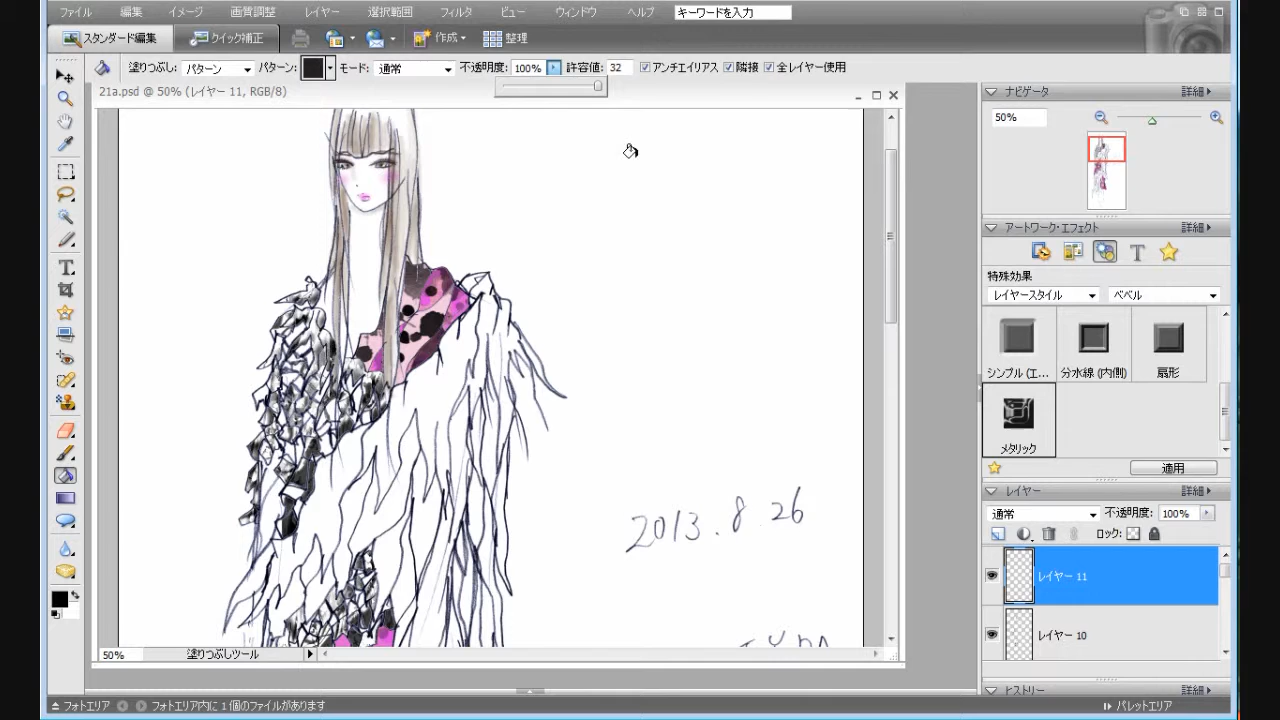 ファイル 編集 イメージ 画質調整 レイヤー 選択範囲 フィルタ ビュー ウィンドウ ヘルプ キーワードを入力
スタンダード編集 クイック補正 作成 整理
塗りつぶし: パターン パターン: モード: 通常 不透明度: 100% 許容値: 32 アンチエイリアス 隣接 全レイヤー使用
21a.psd @ 50% (レイヤー 11, RGB/8)
2013.8.26
50% 塗りつぶしツール
ナビゲータ 詳細
50%
アートワーク・エフェクト 詳細
特殊効果
レイヤースタイル ベベル
シンプル (エ... 分水線 (内側) 扇形
メタリック
適用
レイヤー 詳細
通常 不透明度: 100%
ロック:
レイヤー 11
レイヤー 10
ヒストリー 詳細
フォトエリア フォトエリア内に 1 個のファイルがあります パレットエリア